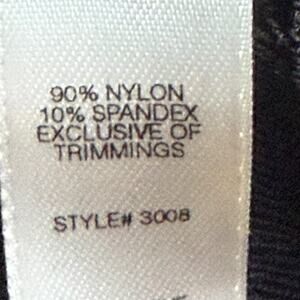 90% NYLON
10% SPANDEX
EXCLUSIVE OF
TRIMMINGS
STYLE# 3008